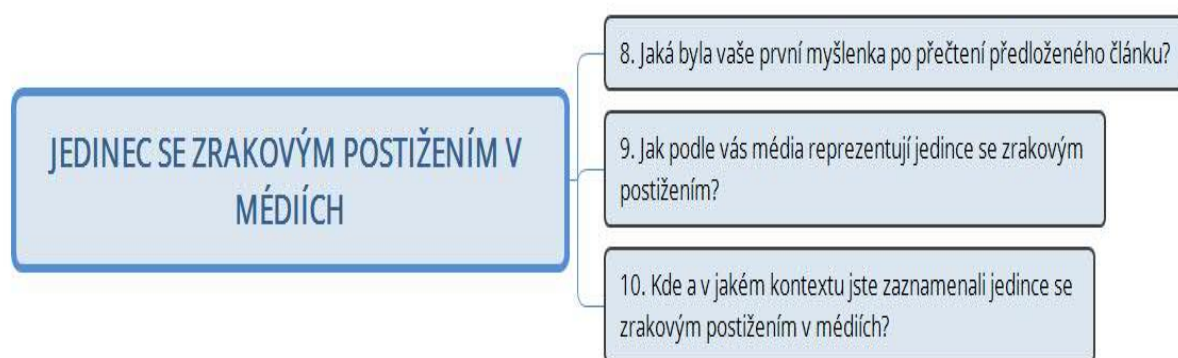 JEDINEC SE ZRAKOVÝM POSTIŽENÍM V
MÉDIÍCH
8. Jaká byla vaše první myšlenka po přečtení předloženého článku?
9. Jak podle vás média reprezentují jedince se zrakovým
postižením?
10. Kde a v jakém kontextu jste zaznamenali jedince se
zrakovým postižením v médiích?